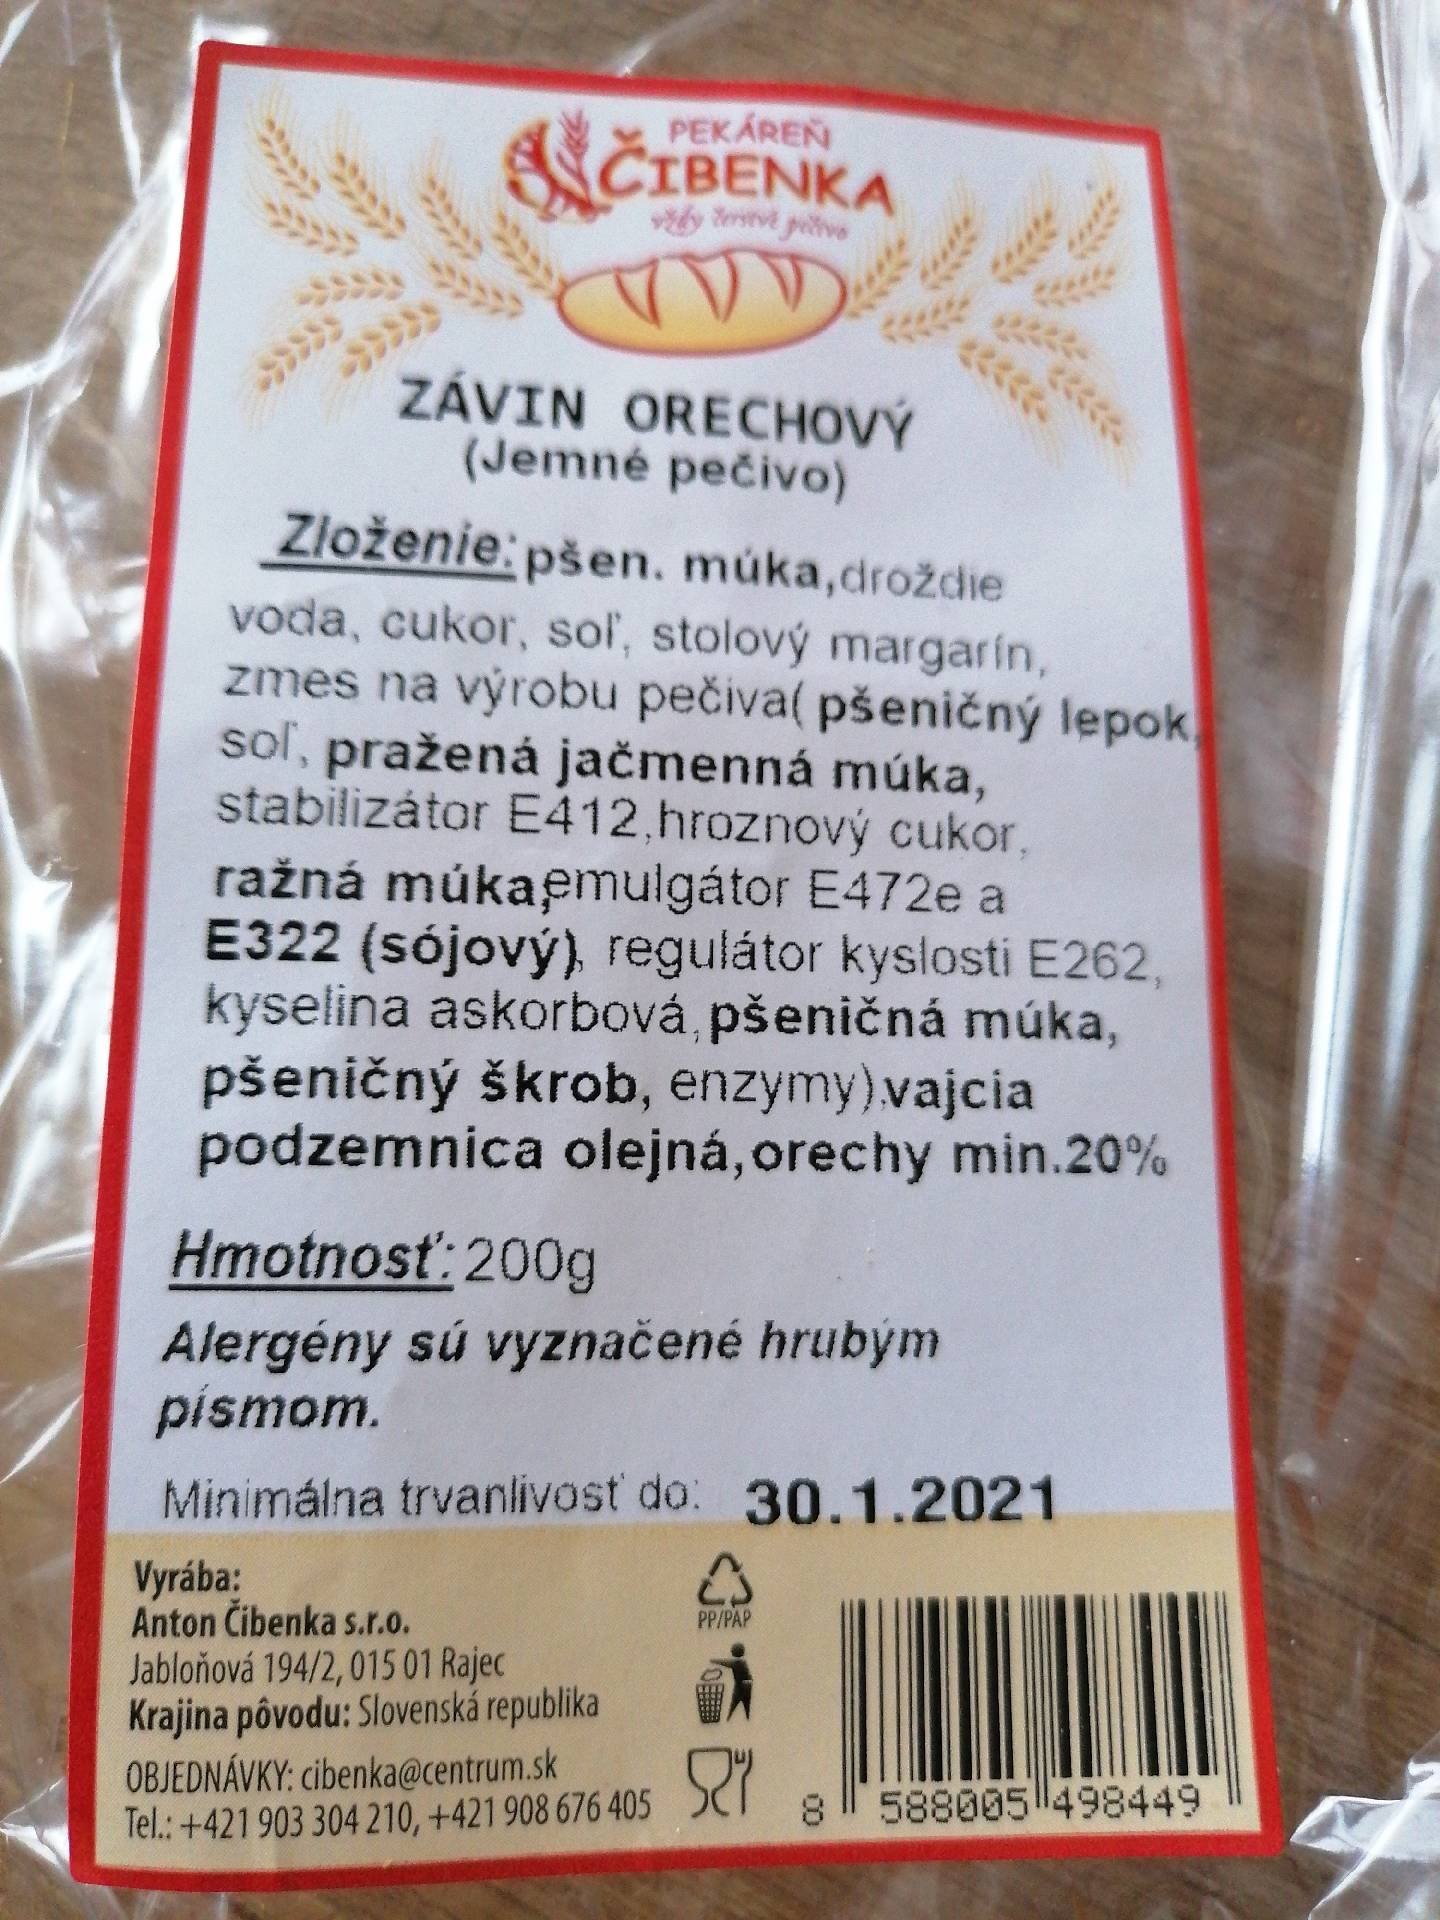 PEKÁREŇ
ČIBENKA
vždy čerstvé pečivo
ZÁVIN ORECHOVÝ
(Jemné pečivo)
Zloženie: pšen. múka,droždie
voda, cukor, soľ, stolový margarín,
zmes na výrobu pečiva( pšeničný lepok,
soľ, pražená jačmenná múka,
stabilizátor E412,hroznový cukor,
ražná múka,emulgátor E472e a
E322 (sójový), regulátor kyslosti E262,
kyselina askorbová,pšeničná múka,
pšeničný škrob, enzymy),vajcia
podzemnica olejná,orechy min.20%
Hmotnosť: 200g
Alergény sú vyznačené hrubým
písmom.
Minimálna trvanlivosť do: 30.1.2021
Vyrába:
Anton Čibenka s.r.o.
Jabloňová 194/2, 015 01 Rajec
Krajina pôvodu: Slovenská republika
OBJEDNÁVKY: cibenka@centrum.sk
Tel.: +421 903 304 210, +421 908 676 405
PP/PAP
8 588005 498449